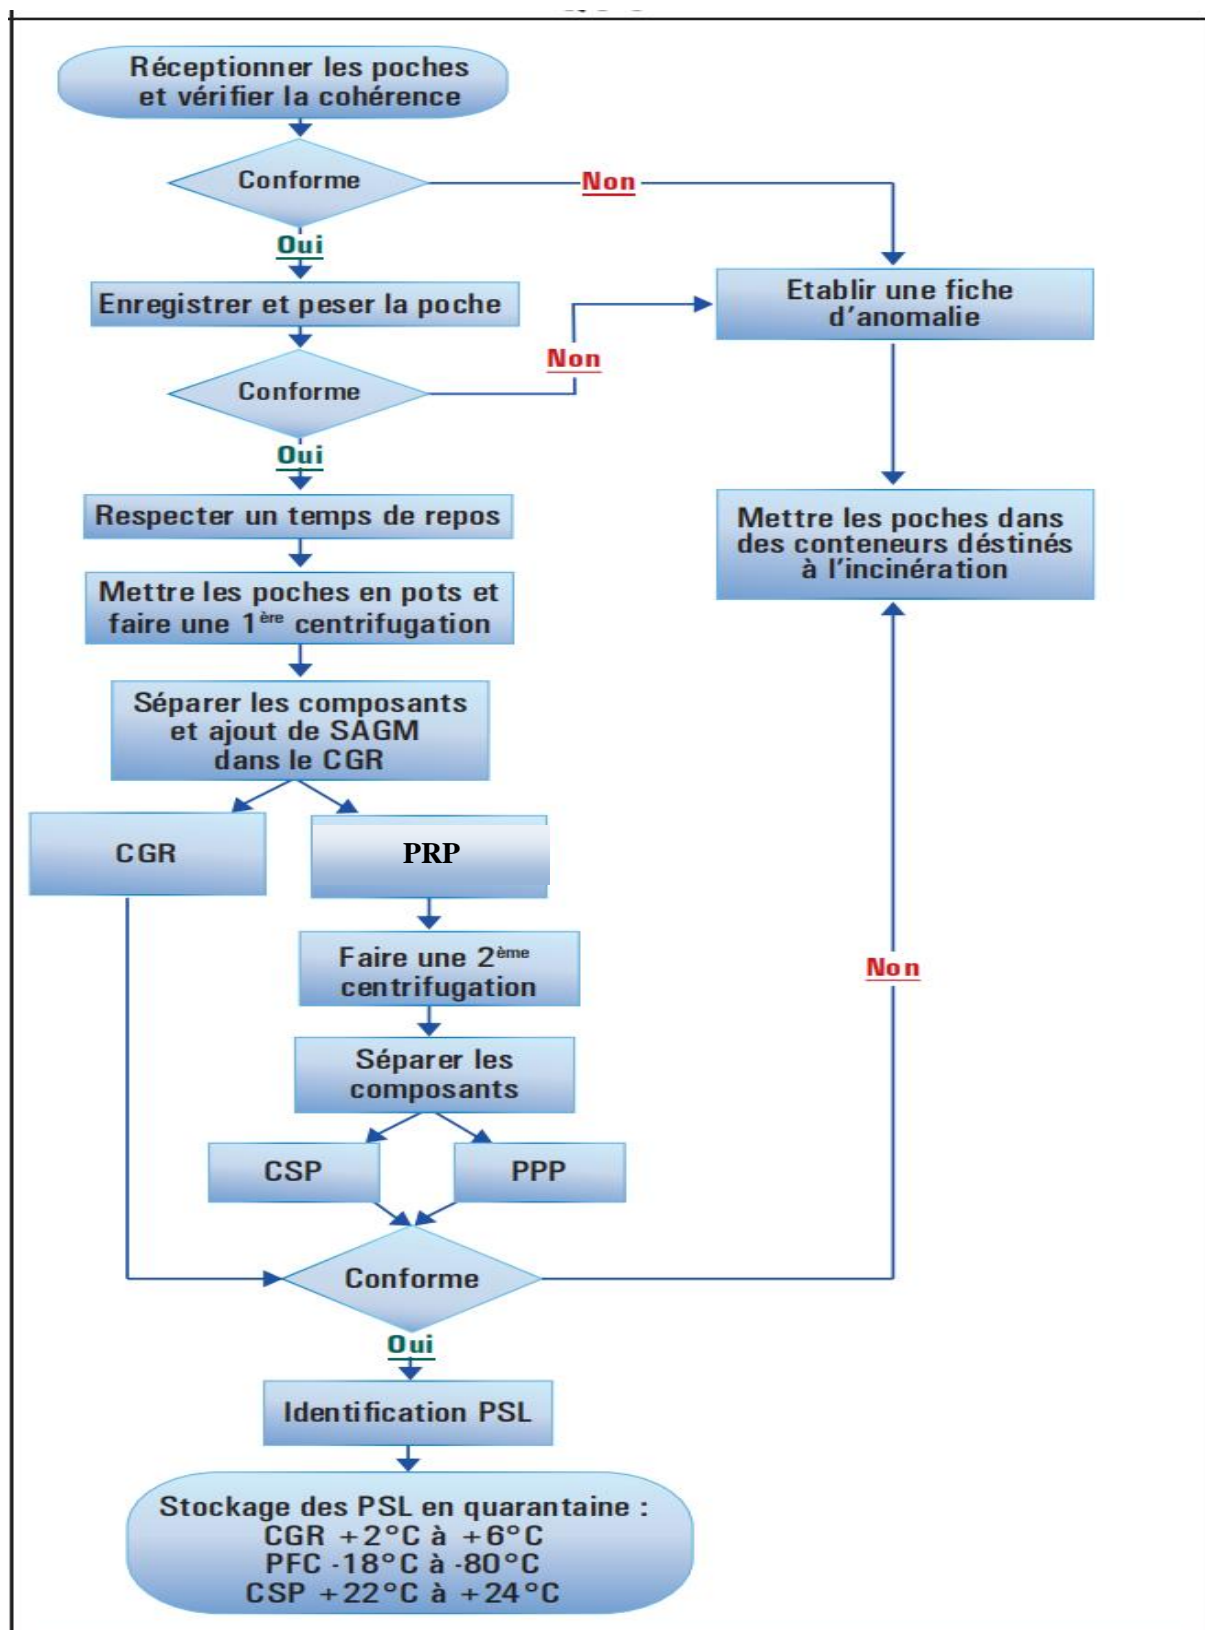 Réceptionner les poches
et vérifier la cohérence
Conforme
Non
Oui
Enregistrer et peser la poche
Etablir une fiche
d'anomalie
Non
Conforme
Oui
Respecter un temps de repos
Mettre les poches dans
des conteneurs déstinés
à l'incinération
Mettre les poches en pots et
faire une 1ère centrifugation
Séparer les composants
et ajout de SAGM
dans le CGR
CGR
PRP
Faire une 2ème
centrifugation
Non
Séparer les
composants
CSP
PPP
Conforme
Oui
Identification PSL
Stockage des PSL en quarantaine :
CGR +2°C à +6°C
PFC -18°C à -80°C
CSP +22°C à +24°C